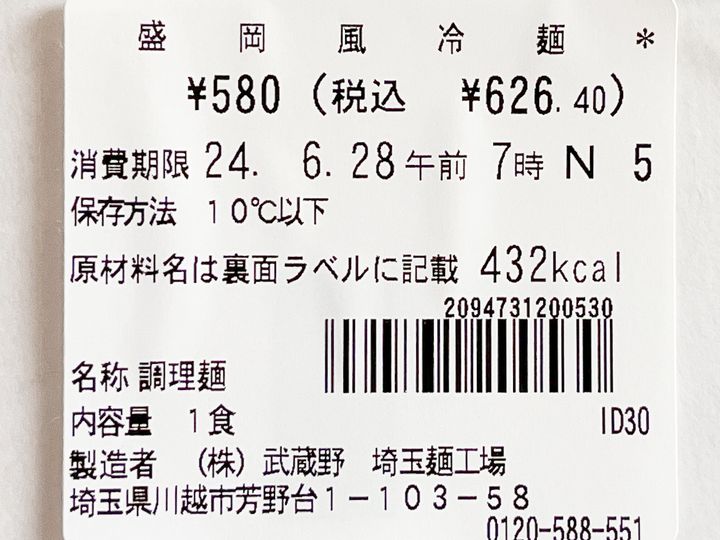 盛岡風冷麺 *
¥580 (税込 ¥626.40)
消費期限 24. 6.28 午前 7時 N 5
保存方法 10℃以下
原材料名は裏面ラベルに記載 432kcal
2094731200530
名称 調理麺
内容量 1食
ID30
製造者 (株) 武蔵野 埼玉麺工場
埼玉県川越市芳野台1-103-58
0120-588-551